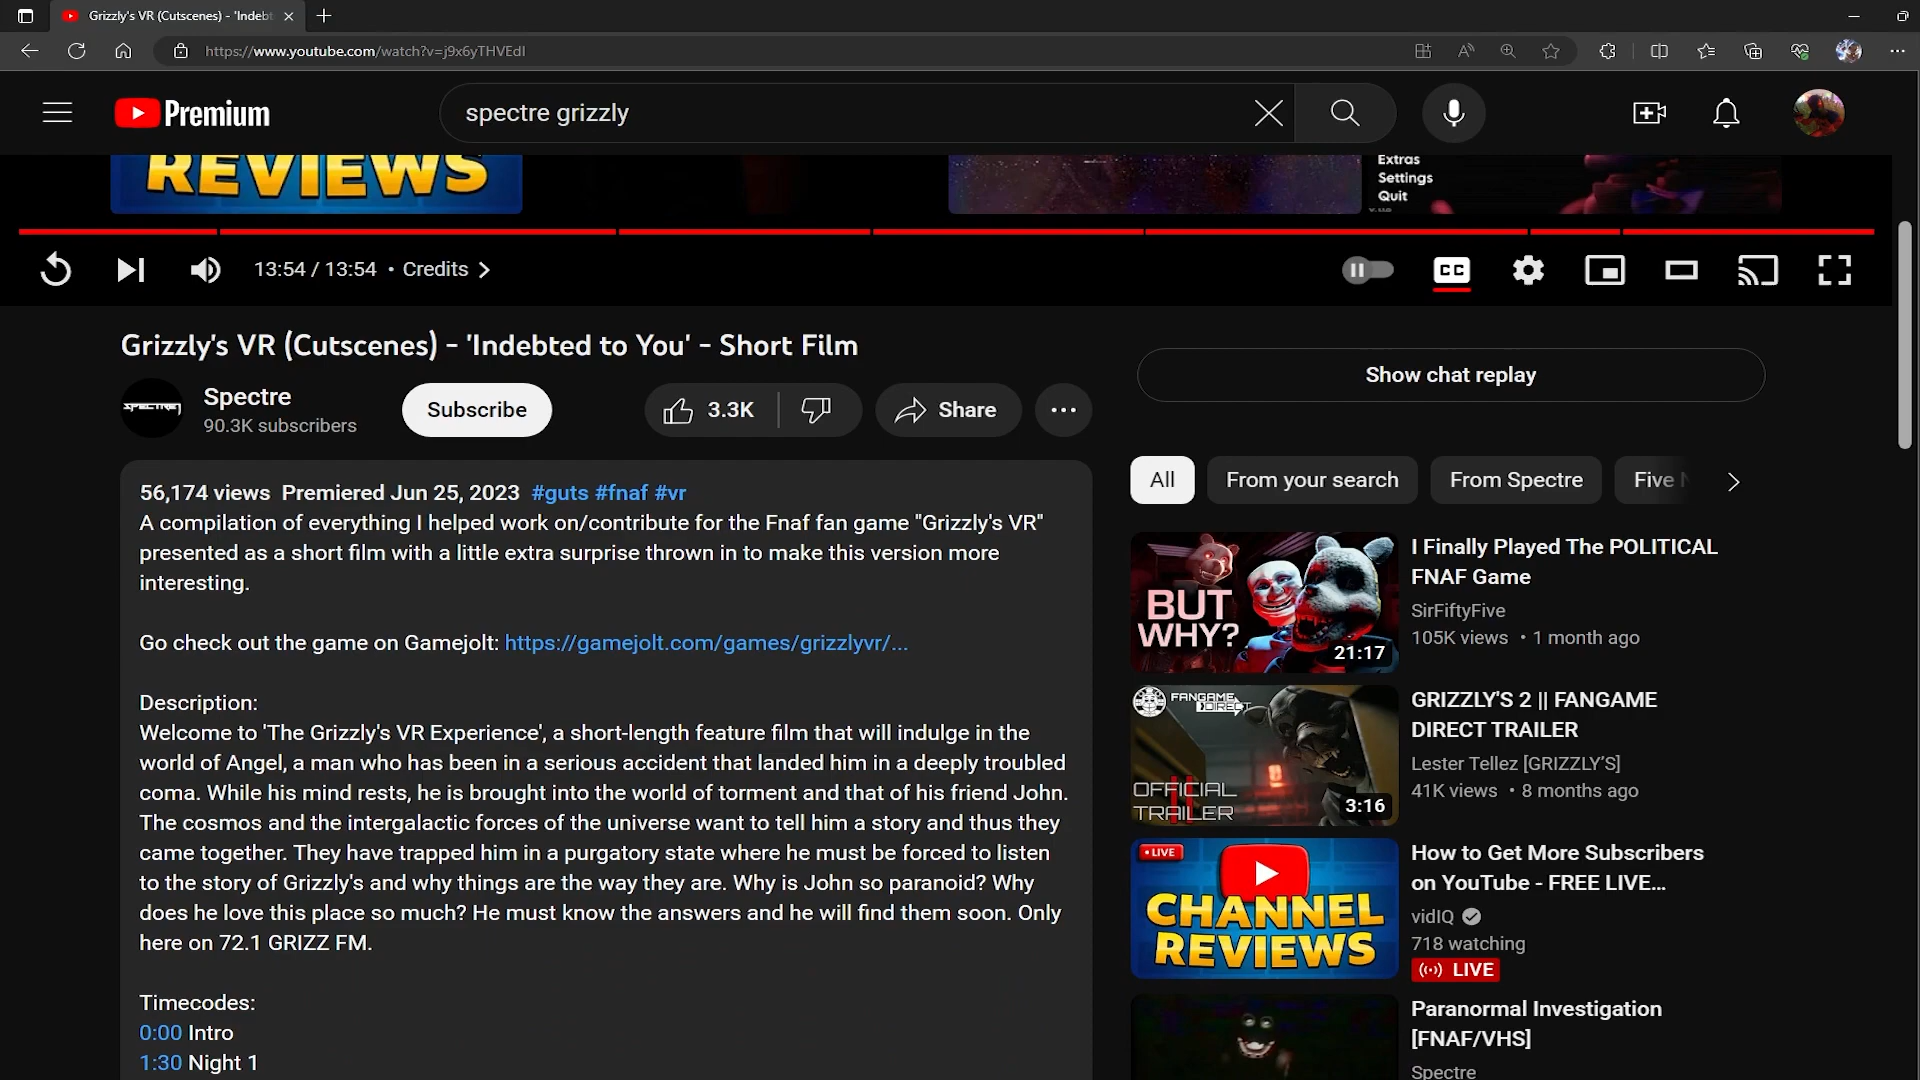 Grizzly's VR (Cutscenes) - 'Indebt
https://www.youtube.com/watch?v=j9x6yTHVEdI
Premium
spectre grizzly
REVIEWS
Extras
Settings
Quit
13:54 / 13:54 • Credits
CC
Grizzly's VR (Cutscenes) - 'Indebted to You' - Short Film
SPECTRE
Spectre
90.3K subscribers
Subscribe
3.3K
Share
56,174 views Premiered Jun 25, 2023 #guts #fnaf #vr
A compilation of everything I helped work on/contribute for the Fnaf fan game "Grizzly's VR"
presented as a short film with a little extra surprise thrown in to make this version more
interesting.
Go check out the game on Gamejolt: https://gamejolt.com/games/grizzlyvr/...
Description:
Welcome to 'The Grizzly's VR Experience', a short-length feature film that will indulge in the
world of Angel, a man who has been in a serious accident that landed him in a deeply troubled
coma. While his mind rests, he is brought into the world of torment and that of his friend John.
The cosmos and the intergalactic forces of the universe want to tell him a story and thus they
came together. They have trapped him in a purgatory state where he must be forced to listen
to the story of Grizzly's and why things are the way they are. Why is John so paranoid? Why
does he love this place so much? He must know the answers and he will find them soon. Only
here on 72.1 GRIZZ FM.
Timecodes:
0:00 Intro
1:30 Night 1
Show chat replay
All
From your search
From Spectre
Five N
BUT
WHY?
21:17
I Finally Played The POLITICAL
FNAF Game
SirFiftyFive
105K views • 1 month ago
FANGAME
DIRECT
OFFICIAL
TRAILER
II
3:16
GRIZZLY'S 2 || FANGAME
DIRECT TRAILER
Lester Tellez [GRIZZLY'S]
41K views • 8 months ago
• LIVE
CHANNEL
REVIEWS
How to Get More Subscribers
on YouTube - FREE LIVE...
vidIQ
718 watching
LIVE
Paranormal Investigation
[FNAF/VHS]
Spectre